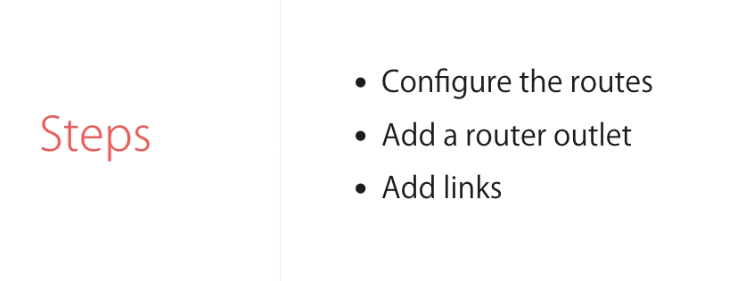 Steps
• Configure the routes
• Add a router outlet
• Add links